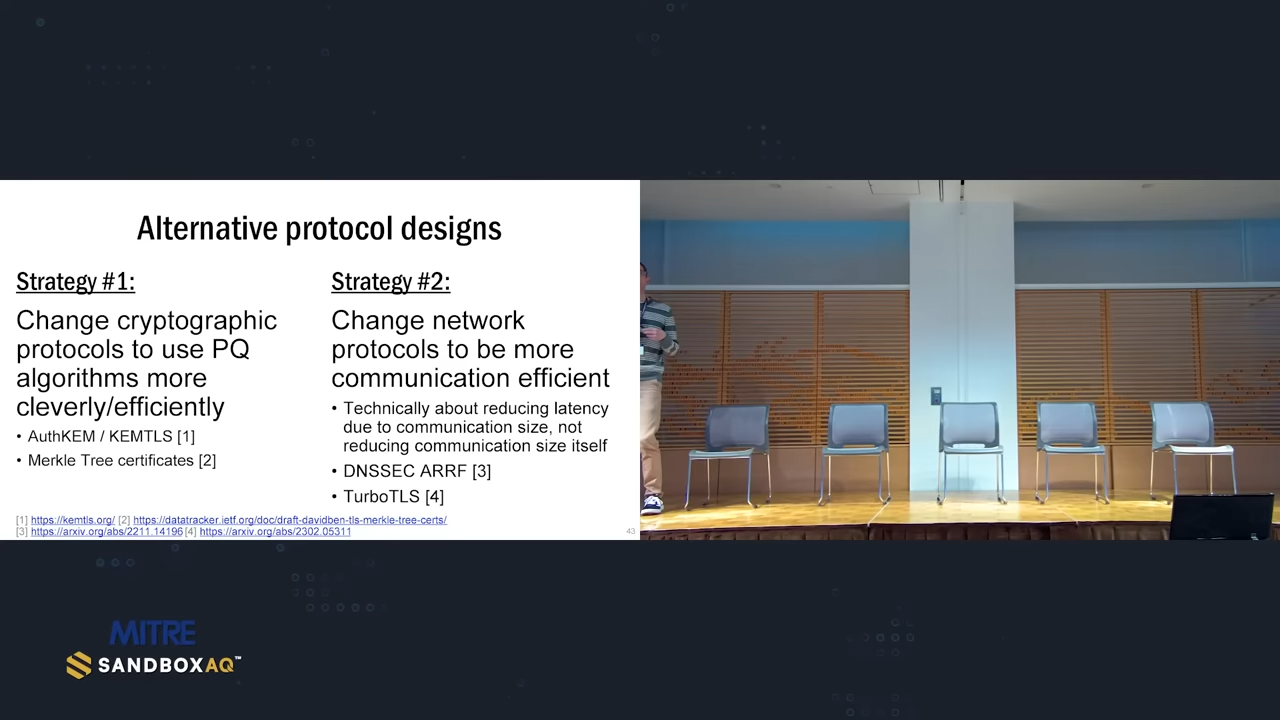 Alternative protocol designs
Strategy #1:
Change cryptographic
protocols to use PQ
algorithms more
cleverly/efficiently
• AuthKEM / KEMTLS [1]
• Merkle Tree certificates [2]
Strategy #2:
Change network
protocols to be more
communication efficient
• Technically about reducing latency
due to communication size, not
reducing communication size itself
• DNSSEC ARRF [3]
• TurboTLS [4]
[1] https://kemtls.org/ [2] https://datatracker.ietf.org/doc/draft-davidben-tls-merkle-tree-certs/
[3] https://arxiv.org/abs/2211.14196 [4] https://arxiv.org/abs/2302.05311
43
MITRE
SANDBOXAQ™